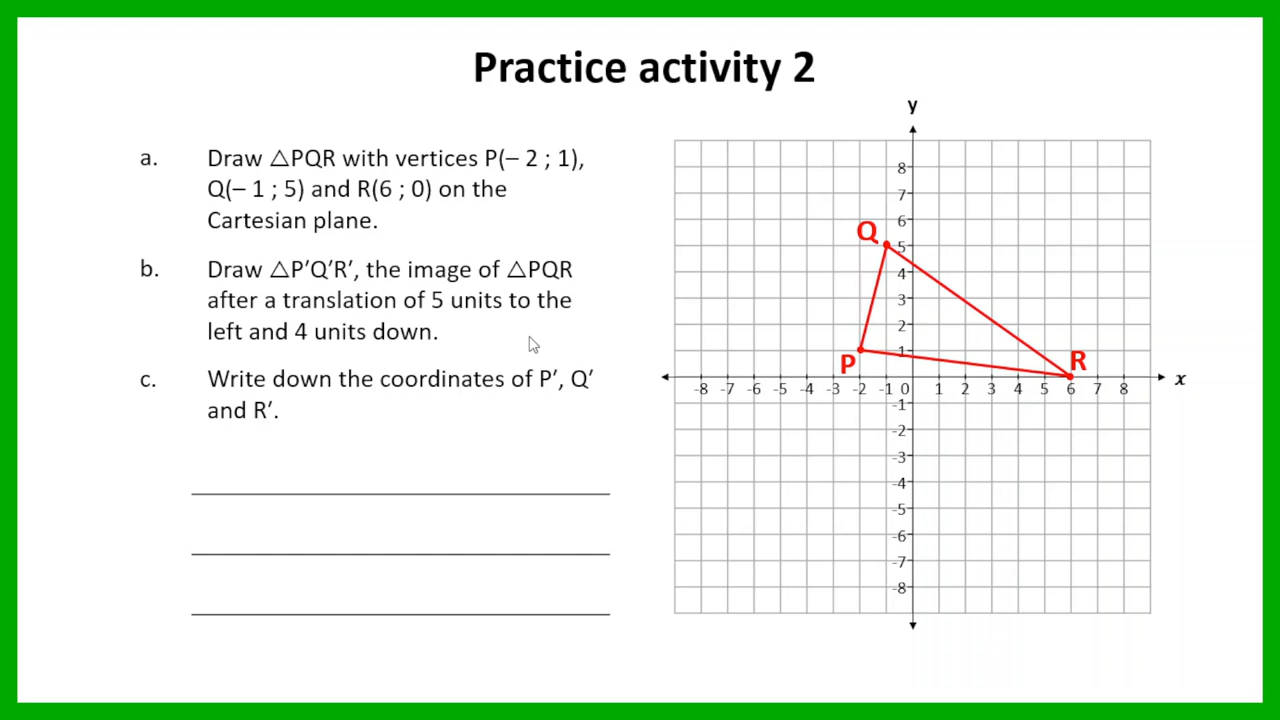 Practice activity 2
a. Draw △PQR with vertices P(– 2 ; 1),
Q(– 1 ; 5) and R(6 ; 0) on the
Cartesian plane.
b. Draw △P′Q′R′, the image of △PQR
after a translation of 5 units to the
left and 4 units down.
c. Write down the coordinates of P′, Q′
and R′.
y
8
7
6
Q
5
4
3
2
1
P
R
x
-8 -7 -6 -5 -4 -3 -2 -1 0 1 2 3 4 5 6 7 8
-1
-2
-3
-4
-5
-6
-7
-8